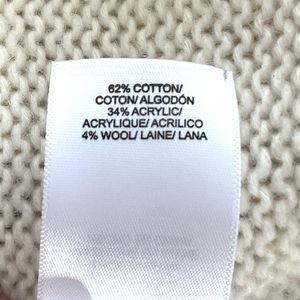 62% COTTON/
COTON/ ALGODÓN
34% ACRYLIC/
ACRYLIQUE/ ACRILICO
4% WOOL/ LAINE/ LANA